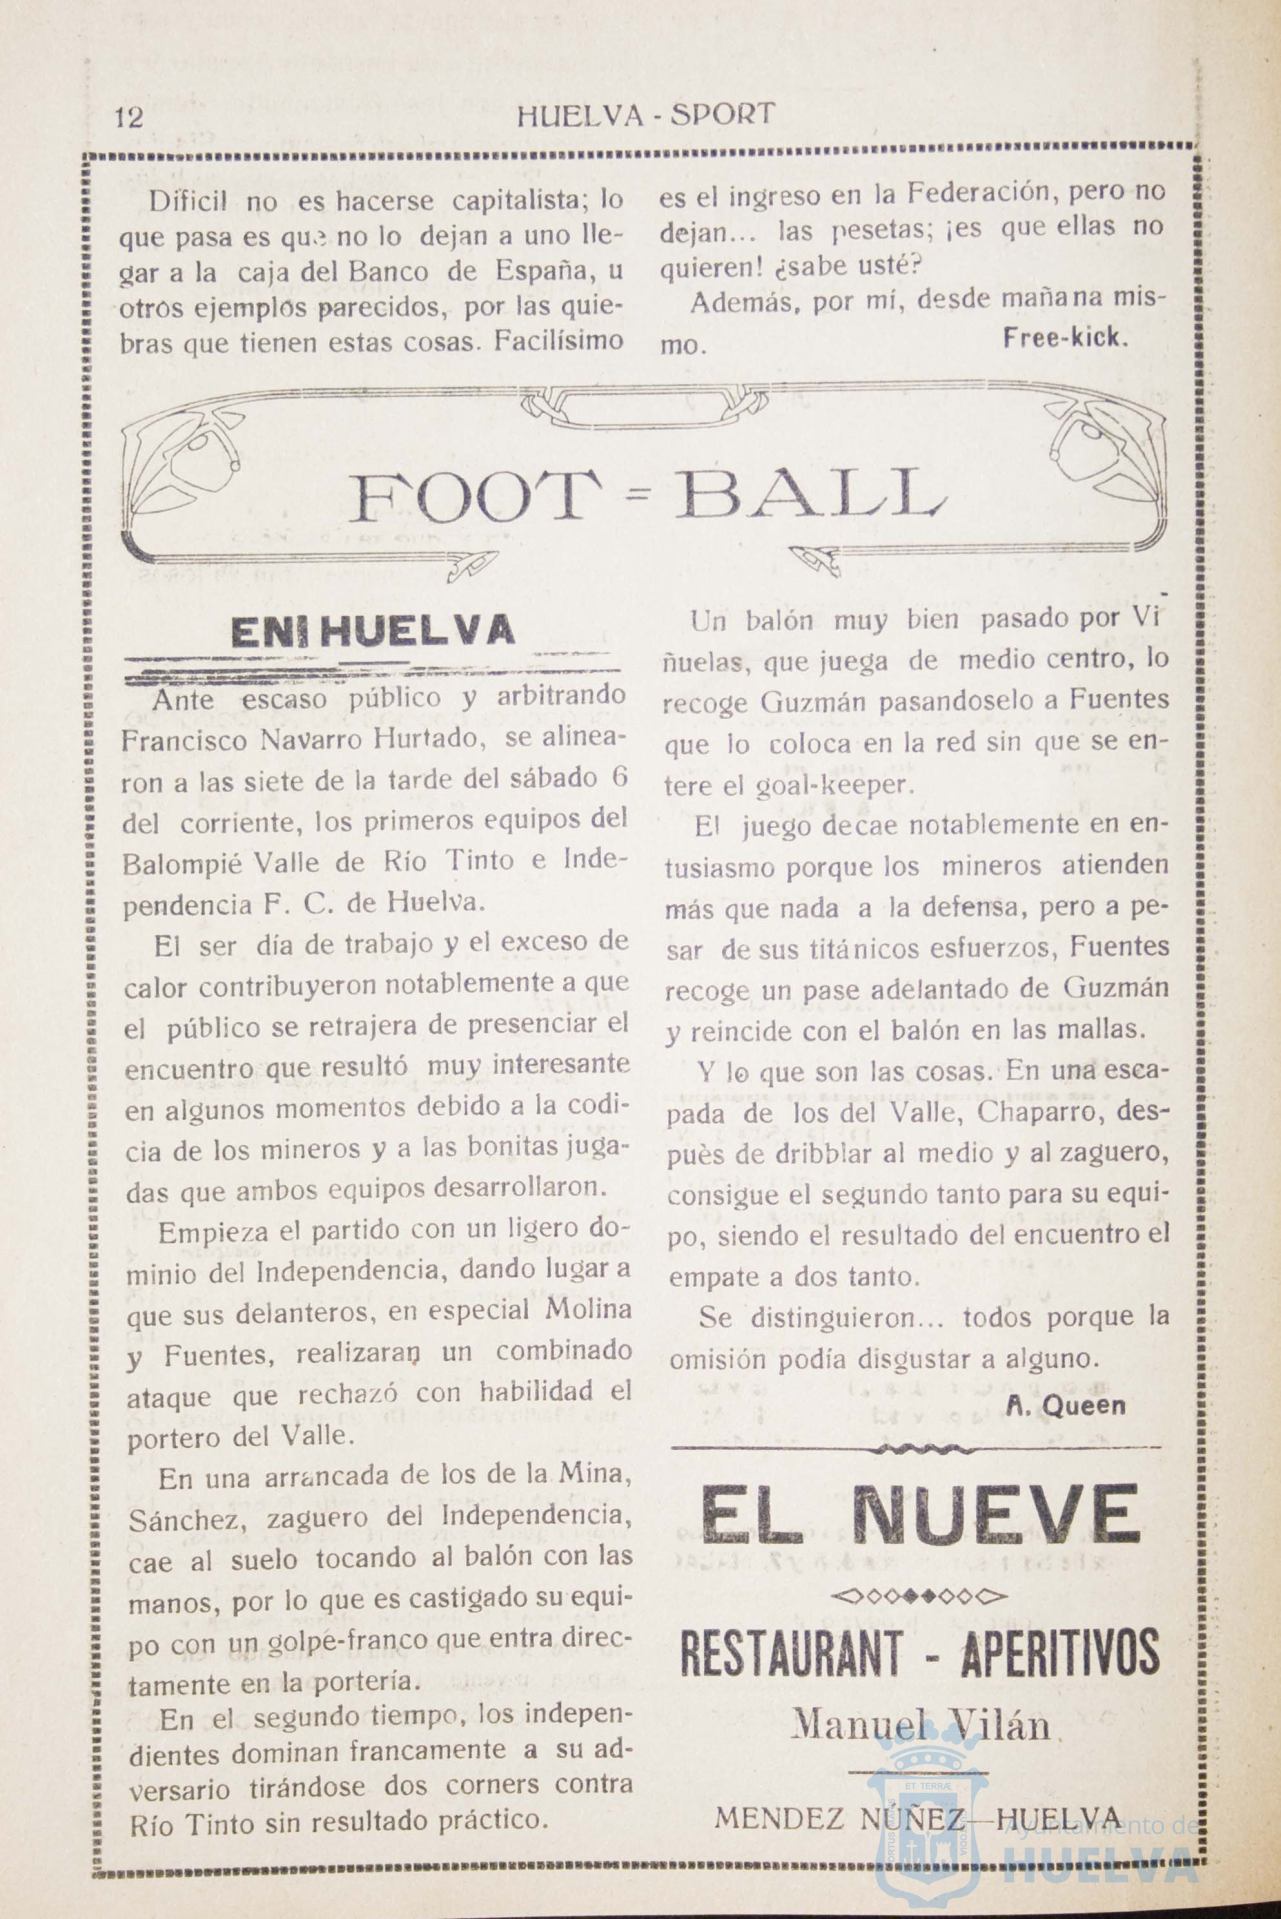 12
HUELVA - SPORT
Difícil no es hacerse capitalista; lo
que pasa es que no lo dejan a uno lle-
gar a la caja del Banco de España, u
otros ejemplos parecidos, por las quie-
bras que tienen estas cosas. Facilísimo
es el ingreso en la Federación, pero no
dejan... las pesetas; ¡es que ellas no
quieren! ¿sabe usté?
Además, por mí, desde mañana mis-
mo.
Free-kick.
FOOT = BALL
ENI HUELVA
Ante escaso público y arbitrando
Francisco Navarro Hurtado, se alinea-
ron a las siete de la tarde del sábado 6
del corriente, los primeros equipos del
Balompié Valle de Río Tinto e Inde-
pendencia F. C. de Huelva.
El ser día de trabajo y el exceso de
calor contribuyeron notablemente a que
el público se retrajera de presenciar el
encuentro que resultó muy interesante
en algunos momentos debido a la codi-
cia de los mineros y a las bonitas juga-
das que ambos equipos desarrollaron.
Empieza el partido con un ligero do-
minio del Independencia, dando lugar a
que sus delanteros, en especial Molina
y Fuentes, realizaran un combinado
ataque que rechazó con habilidad el
portero del Valle.
En una arrancada de los de la Mina,
Sánchez, zaguero del Independencia,
cae al suelo tocando al balón con las
manos, por lo que es castigado su equi-
po con un golpe-franco que entra direc-
tamente en la portería.
En el segundo tiempo, los indepen-
dientes dominan francamente a su ad-
versario tirándose dos corners contra
Río Tinto sin resultado práctico.
Un balón muy bien pasado por Vi-
ñuelas, que juega de medio centro, lo
recoge Guzmán pasandoselo a Fuentes
que lo coloca en la red sin que se en-
tere el goal-keeper.
El juego decae notablemente en en-
tusiasmo porque los mineros atienden
más que nada a la defensa, pero a pe-
sar de sus titánicos esfuerzos, Fuentes
recoge un pase adelantado de Guzmán
y reincide con el balón en las mallas.
Y lo que son las cosas. En una esca-
pada de los del Valle, Chaparro, des-
puès de dribblar al medio y al zaguero,
consigue el segundo tanto para su equi-
po, siendo el resultado del encuentro el
empate a dos tanto.
Se distinguieron... todos porque la
omisión podía disgustar a alguno.
A. Queen
EL NUEVE
RESTAURANT - APERITIVOS
Manuel Vilán
MENDEZ NÚÑEZ—HUELVA
ET TERRÆ
Ayuntamiento de
HUELVA